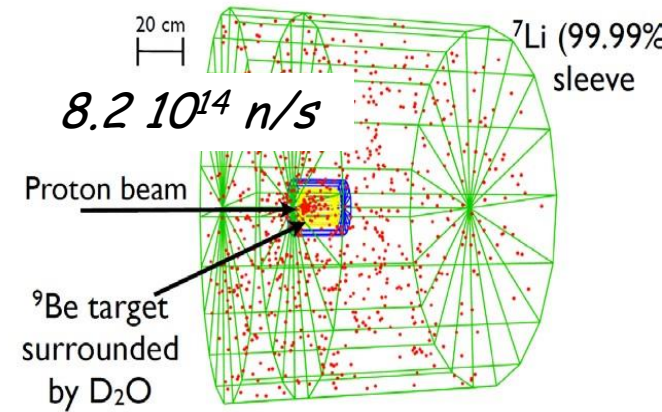 20 cm
⁷Li (99.99%
sleeve
8.2 10¹⁴ n/s
Proton beam
⁹Be target
surrounded
by D₂O